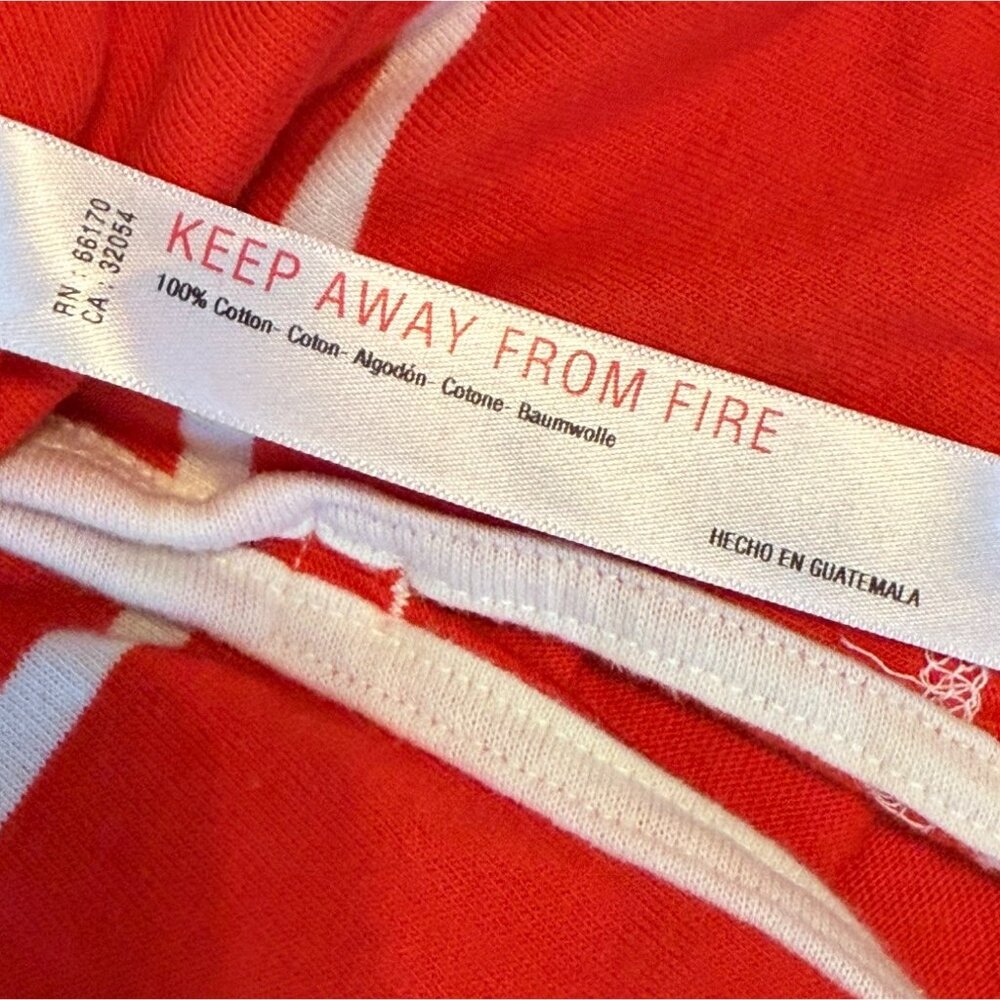 RN : 66170
CA : 32054
KEEP AWAY FROM FIRE
100% Cotton- Coton- Algodón- Cotone- Baumwolle
HECHO EN GUATEMALA